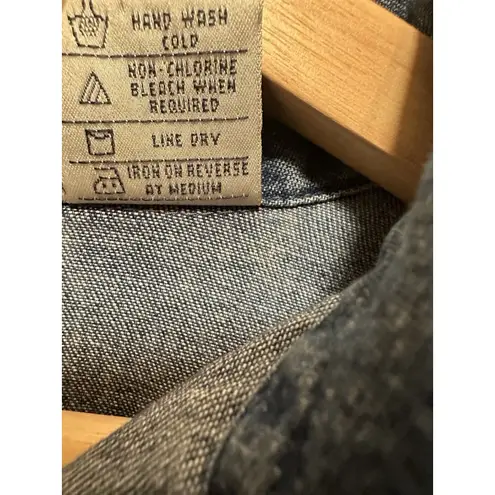 HAND WASH
COLD
NON-CHLORINE
BLEACH WHEN
REQUIRED
LINE DRY
IRON ON REVERSE
AT MEDIUM